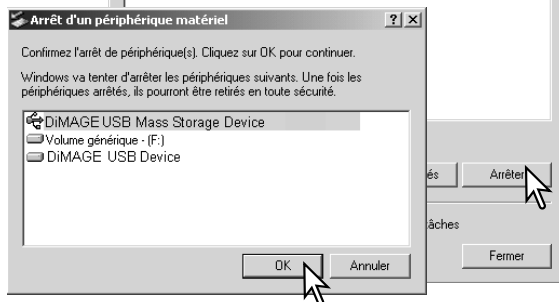 Arrêt d'un périphérique matériel
Confirmez l'arrêt de périphérique(s). Cliquez sur OK pour continuer.
Windows va tenter d'arrêter les périphériques suivants. Une fois les
périphériques arrêtés, ils pourront être retirés en toute sécurité.
DiMAGE USB Mass Storage Device
Volume générique - (F:)
DiMAGE USB Device
OK
Annuler
és
Arrêter
âches
Fermer